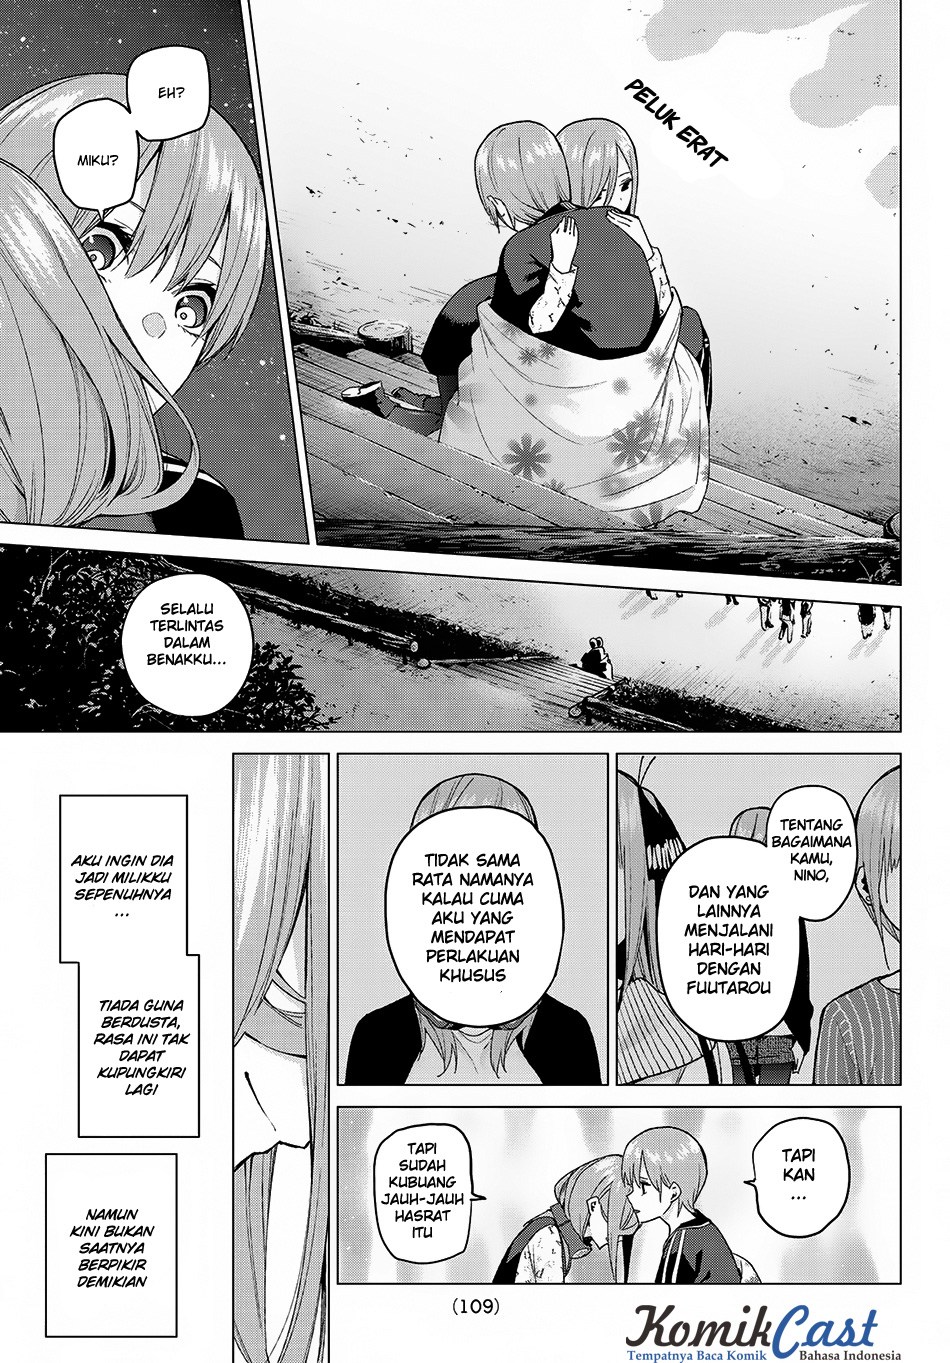 PELUK ERAT
EH?
MIKU?
SELALU
TERLINTAS
DALAM
BENAKKU...
TENTANG
BAGAIMANA
KAMU,
NINO,
DAN YANG
LAINNYA
MENJALANI
HARI-HARI
DENGAN
FUUTAROU
TIDAK SAMA
RATA NAMANYA
KALAU CUMA
AKU YANG
MENDAPAT
PERLAKUAN
KHUSUS
AKU INGIN DIA
JADI MILIKKU
SEPENUHNYA
...
TIADA GUNA
BERDUSTA,
RASA INI TAK
DAPAT
KUPUNGKIRI
LAGI
NAMUN
KINI BUKAN
SAATNYA
BERPIKIR
DEMIKIAN
TAPI
KAN
...
TAPI
SUDAH
KUBUANG
JAUH-JAUH
HASRAT
ITU
(109)
KomikCast
Tempatnya Baca Komik Bahasa Indonesia